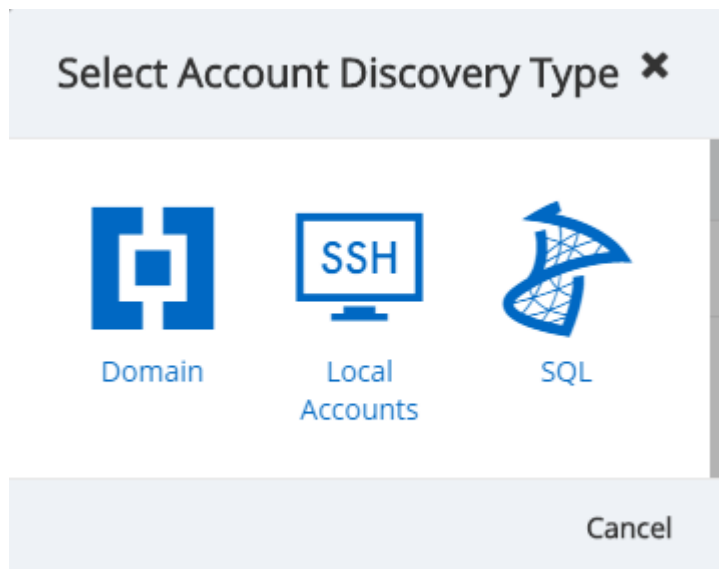 Select Account Discovery Type ✖
SSH
Domain
Local
Accounts
SQL
Cancel